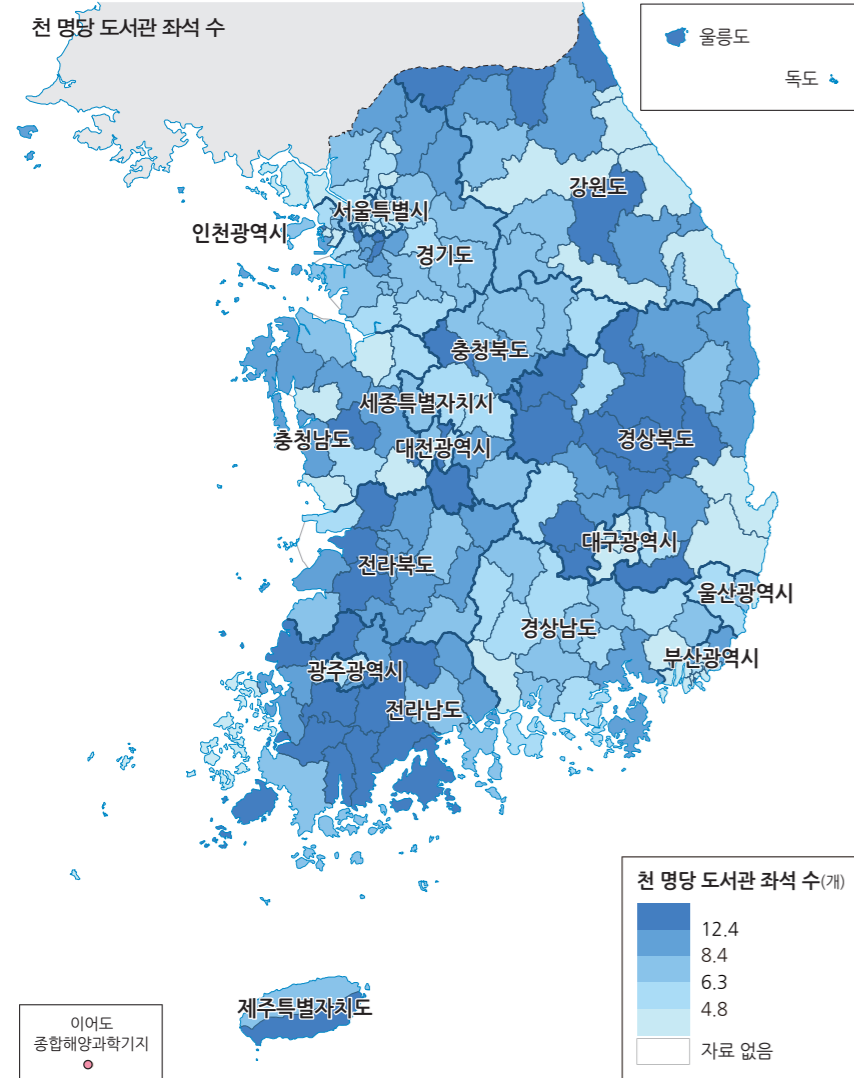 천 명당 도서관 좌석 수
울릉도
독도
강원도
서울특별시
인천광역시
경기도
충청북도
세종특별자치시
충청남도
대전광역시
경상북도
대구광역시
전라북도
울산광역시
경상남도
부산광역시
광주광역시
전라남도
제주특별자치도
천 명당 도서관 좌석 수(개)
12.4
8.4
6.3
4.8
자료 없음
이어도
종합해양과학기지